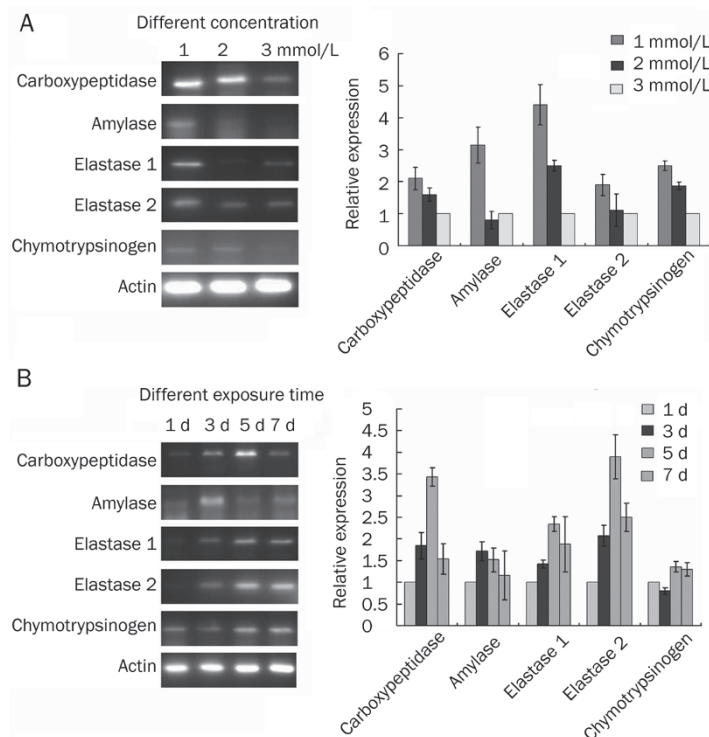 A
Different concentration
1 2 3 mmol/L
Carboxypeptidase
Amylase
Elastase 1
Elastase 2
Chymotrypsinogen
Actin
Relative expression
6
5
4
3
2
1
0
1 mmol/L
2 mmol/L
3 mmol/L
Carboxypeptidase
Amylase
Elastase 1
Elastase 2
Chymotrypsinogen
B
Different exposure time
1 d 3 d 5 d 7 d
Carboxypeptidase
Amylase
Elastase 1
Elastase 2
Chymotrypsinogen
Actin
Relative expression
5
4.5
4
3.5
3
2.5
2
1.5
1
0.5
0
1 d
3 d
5 d
7 d
Carboxypeptidase
Amylase
Elastase 1
Elastase 2
Chymotrypsinogen